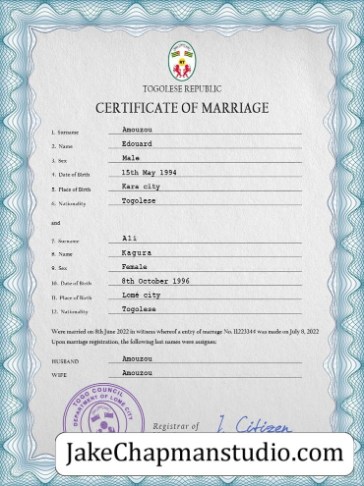 TOGOLESE REPUBLIC
CERTIFICATE OF MARRIAGE
1. Surname Amouzou
2. Name Edouard
3. Sex Male
4. Date of Birth 15th May 1994
5. Place of Birth Kara city
6. Nationality Togolese
and
7. Surname Ali
8. Name Kaguza
9. Sex Female
10. Date of Birth 8th October 1996
11. Place of Birth Lomé city
12. Nationality Togolese
Were married on 8th June 2022 in witness whereof a entry of marriage No. II223344 was made on July 8, 2022
Upon marriage registration, the following last names were assignes:
HUSBAND Amouzou
WIFE Amouzou
TOGO COUNCIL
DEPARTMENT OF LOME CITY
Registrar of I. Citizen
JakeChapmanstudio.com